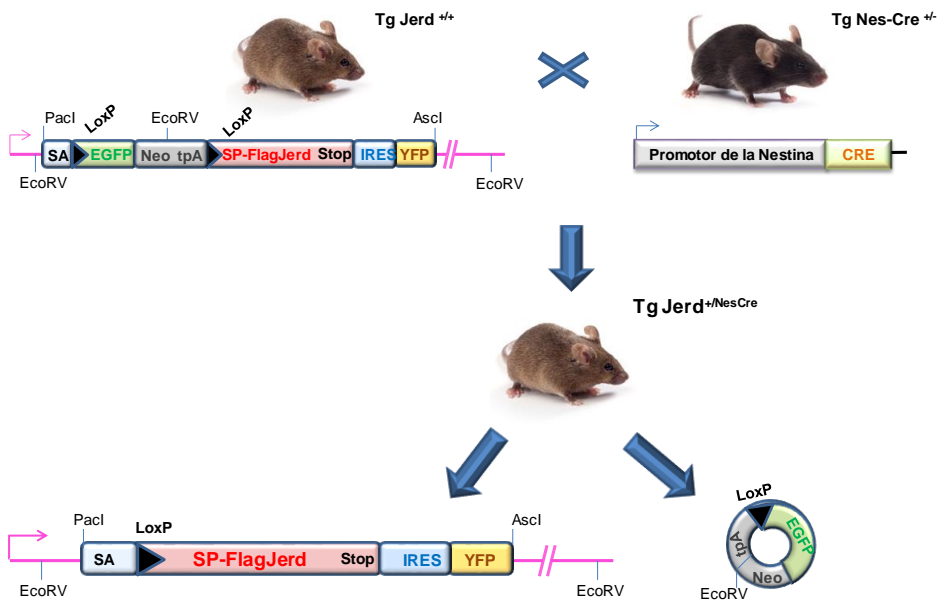 Tg Jerd +/+
Tg Nes-Cre +/-
PacI
LoxP
EcoRV
LoxP
AscI
SA
EGFP
Neo tpA
SP-FlagJerd
Stop
IRES
YFP
EcoRV
EcoRV
Promotor de la Nestina
CRE
Tg Jerd+/NesCre
PacI
LoxP
AscI
SA
SP-FlagJerd
Stop
IRES
YFP
EcoRV
EcoRV
LoxP
EGFP
tpA
Neo
EcoRV